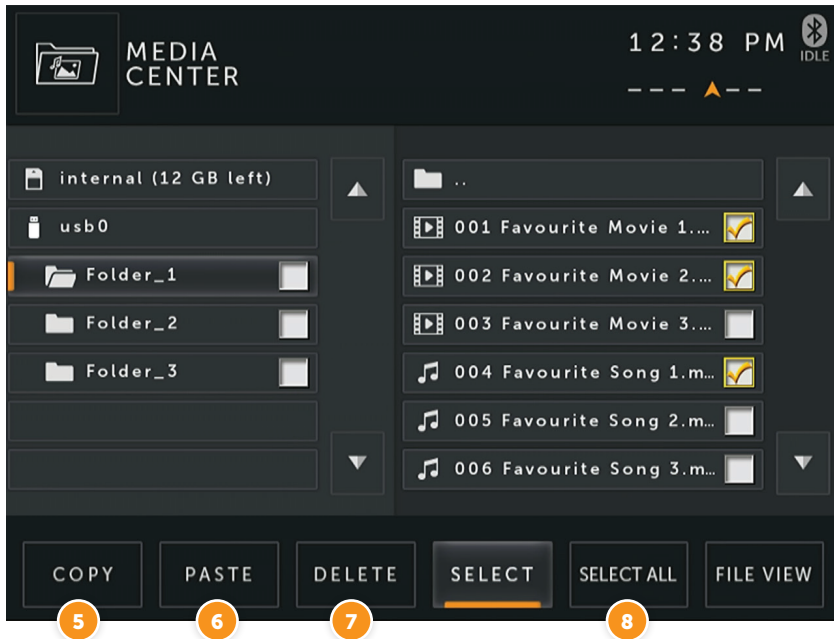 MEDIA
CENTER
12:38 PM
IDLE
--- --
internal (12 GB left)
usb0
Folder_1
Folder_2
Folder_3
..
001 Favourite Movie 1....
002 Favourite Movie 2....
003 Favourite Movie 3....
004 Favourite Song 1.m...
005 Favourite Song 2.m...
006 Favourite Song 3.m...
COPY
PASTE
DELETE
SELECT
SELECT ALL
FILE VIEW
5
6
7
8